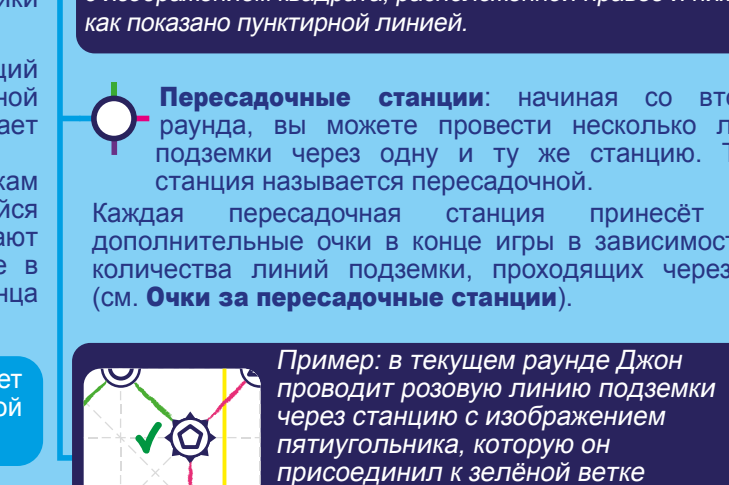 как показано пунктирной линией.
Пересадочные станции: начиная со
раунда, вы можете провести несколько
подземки через одну и ту же станцию.
станция называется пересадочной.
Каждая пересадочная станция принесёт
дополнительные очки в конце игры в зависимост
количества линий подземки, проходящих через
(см. Очки за пересадочные станции).
Пример: в текущем раунде Джон
проводит розовую линию подземки
через станцию с изображением
пятиугольника, которую он
присоединил к зелёной ветке